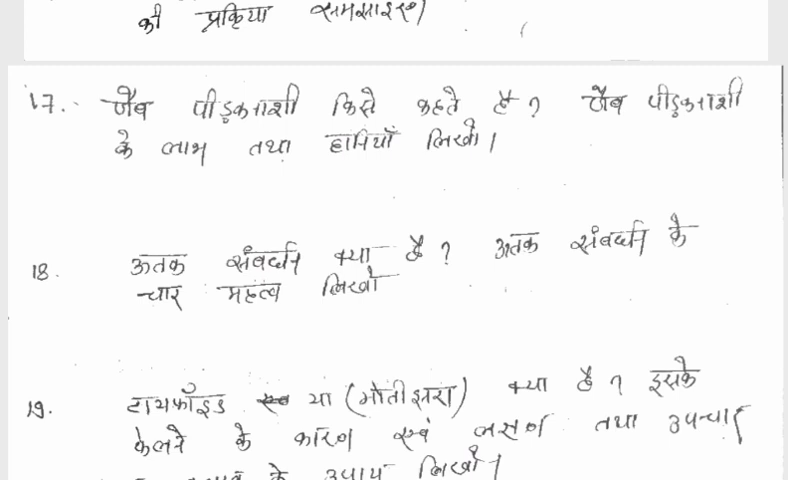 की प्रक्रिया समझाइए।
17. जैव पीड़कनाशी किसे कहते है? जैव पीड़कनाशी
के लाभ तथा हानियाँ लिखो।
18. ऊतक संवर्धन क्या है? ऊतक संवर्धन के
चार महत्व लिखो
19. टायफॉइड या (मोतीझरा) क्या है? इसके
फेलने के कारण एवं लक्षण तथा उपचार
के उपाय लिखो।